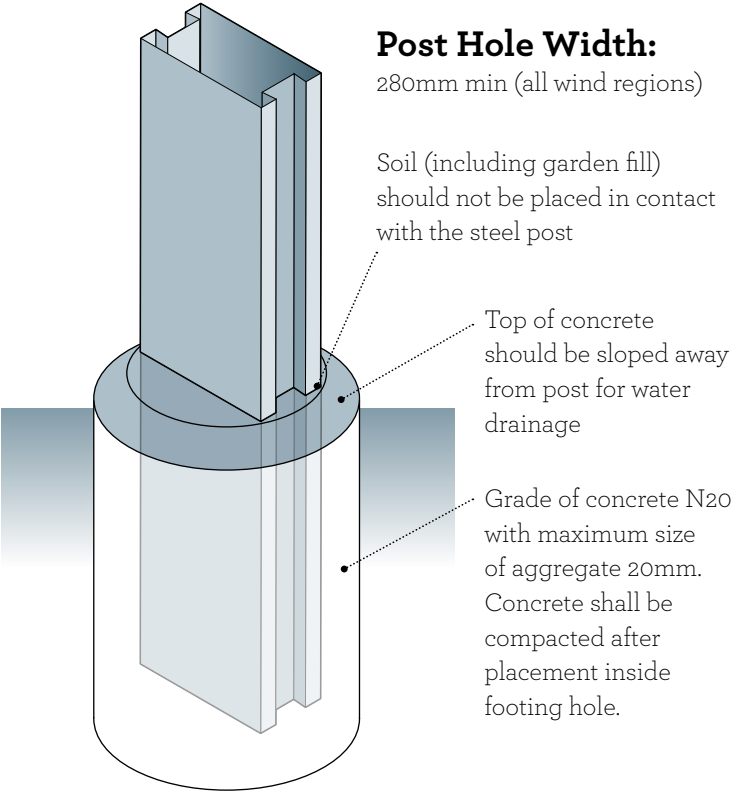 Post Hole Width:
280mm min (all wind regions)
Soil (including garden fill)
should not be placed in contact
with the steel post
Top of concrete
should be sloped away
from post for water
drainage
Grade of concrete N20
with maximum size
of aggregate 20mm.
Concrete shall be
compacted after
placement inside
footing hole.